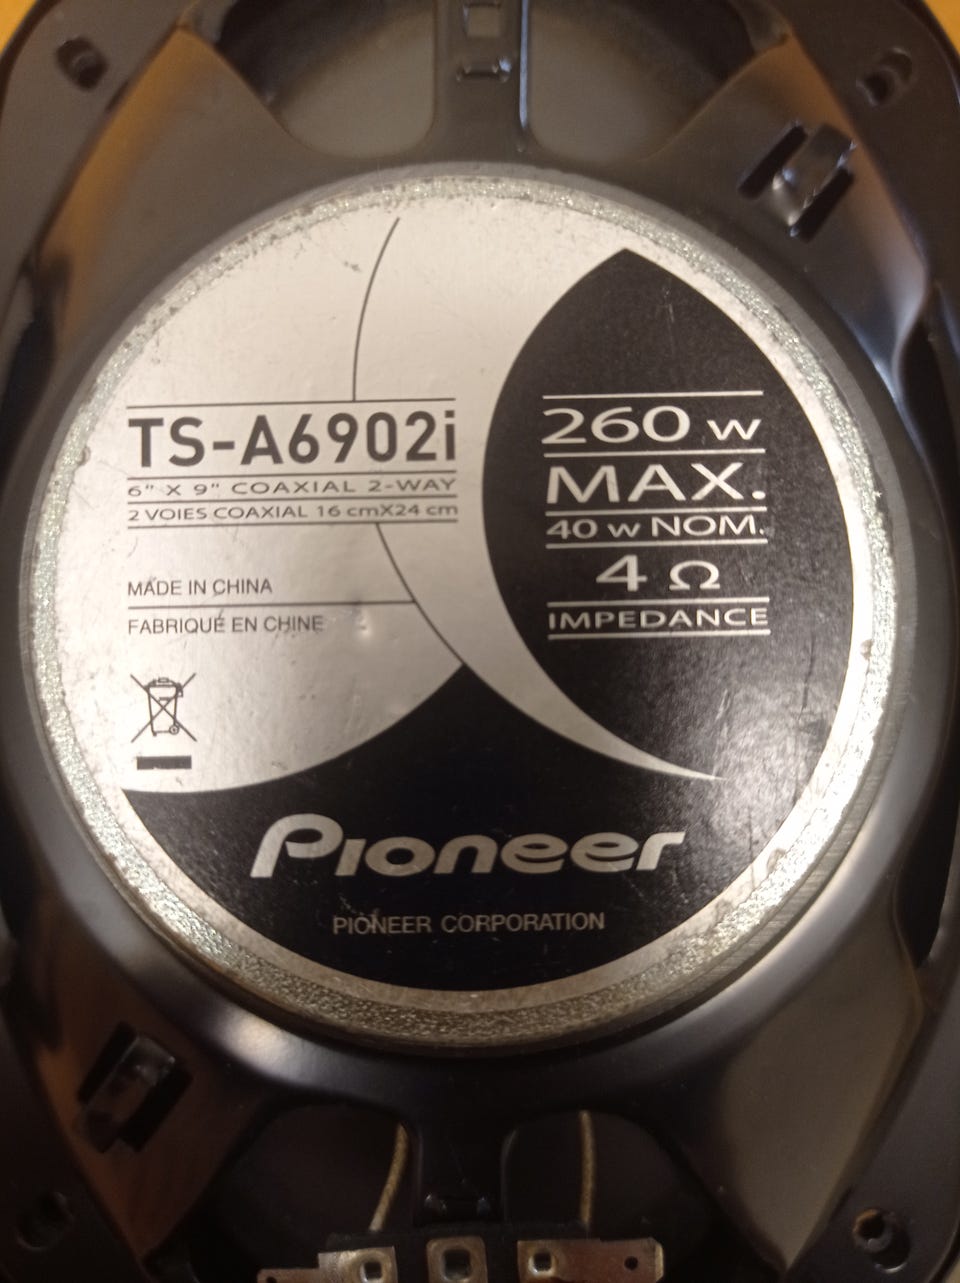 TS-A6902i
6" X 9" COAXIAL 2-WAY
2 VOIES COAXIAL 16 cmX24 cm
MADE IN CHINA
FABRIQUÉ EN CHINE
260 w
MAX.
40 w NOM.
4 Ω
IMPEDANCE
Pioneer
PIONEER CORPORATION